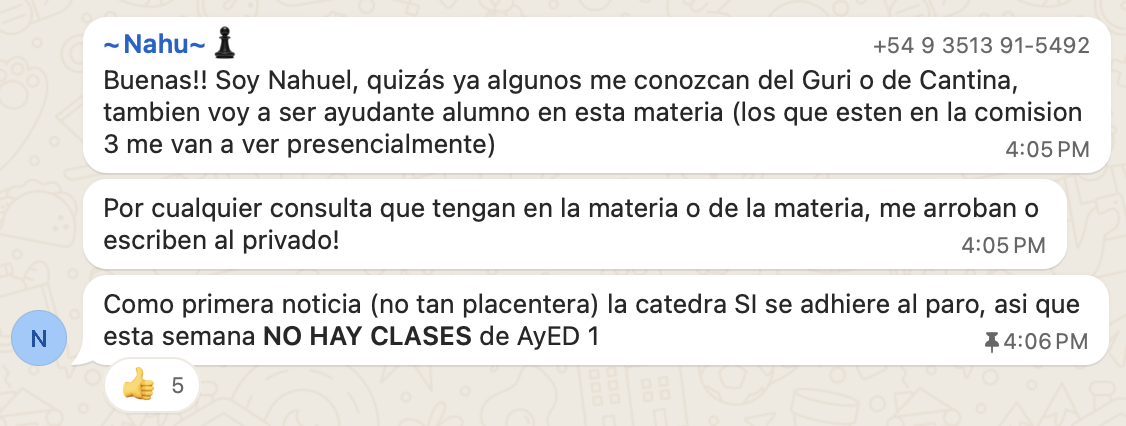 ~Nahu~ ♟ +54 9 3513 91-5492
Buenas!! Soy Nahuel, quizás ya algunos me conozcan del Guri o de Cantina,
tambien voy a ser ayudante alumno en esta materia (los que esten en la comision
3 me van a ver presencialmente)
4:05 PM
Por cualquier consulta que tengan en la materia o de la materia, me arroban o
escriben al privado!
4:05 PM
Como primera noticia (no tan placentera) la catedra SI se adhiere al paro, asi que
esta semana NO HAY CLASES de AyED 1
4:06 PM
N
👍 5